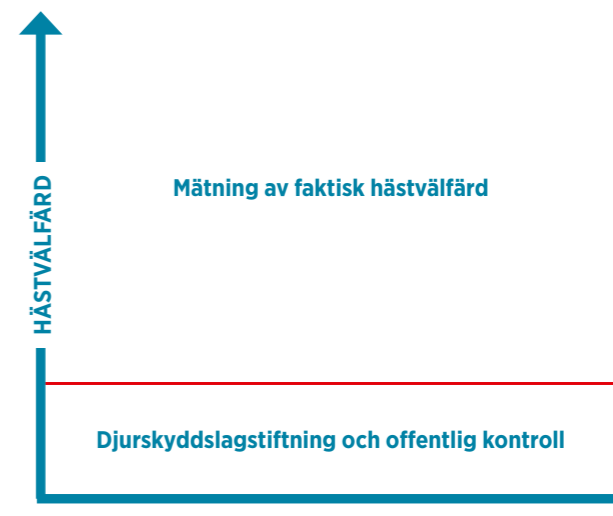 HÄSTVÄLFÄRD
Mätning av faktisk hästvälfärd
Djurskyddslagstiftning och offentlig kontroll